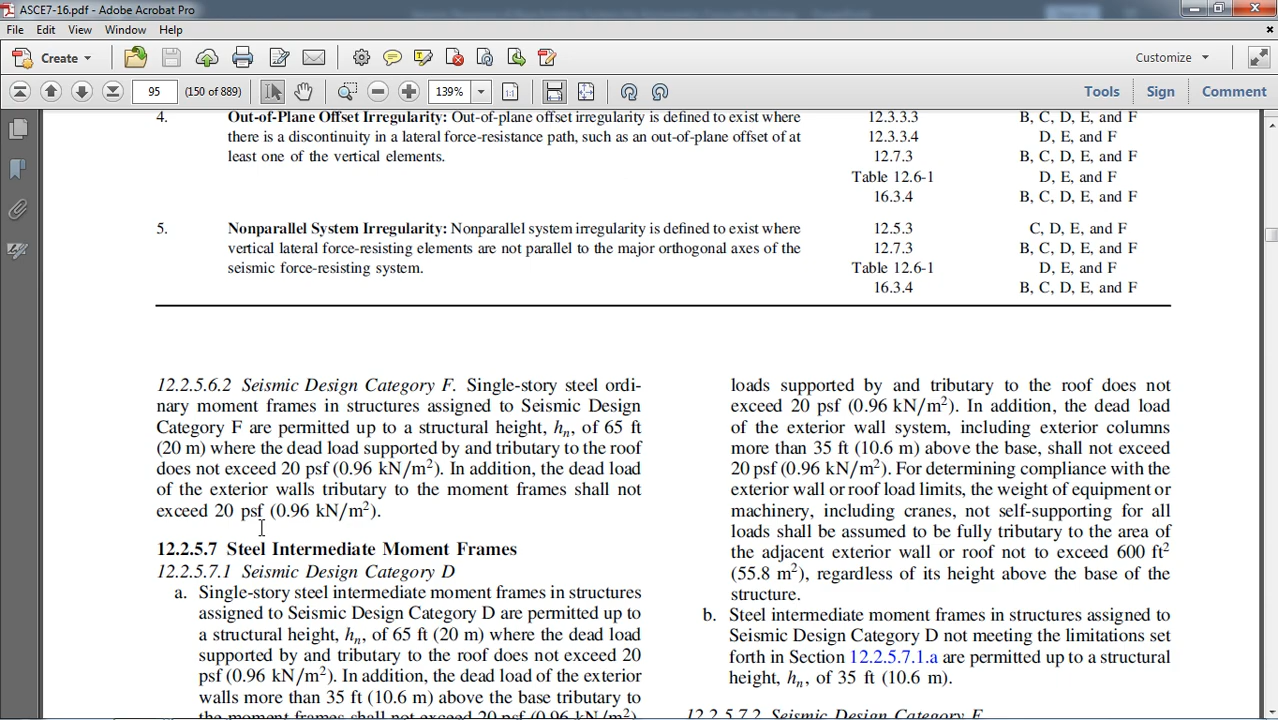 ASCE7-16.pdf - Adobe Acrobat Pro
File Edit View Window Help
Create Customize
95 (150 of 889) 139% Tools Sign Comment
4. Out-of-Plane Offset Irregularity: Out-of-plane offset irregularity is defined to exist where 12.3.3.3 B, C, D, E, and F
there is a discontinuity in a lateral force-resistance path, such as an out-of-plane offset of at 12.3.3.4 D, E, and F
least one of the vertical elements. 12.7.3 B, C, D, E, and F
Table 12.6-1 D, E, and F
16.3.4 B, C, D, E, and F
5. Nonparallel System Irregularity: Nonparallel system irregularity is defined to exist where 12.5.3 C, D, E, and F
vertical lateral force-resisting elements are not parallel to the major orthogonal axes of the 12.7.3 B, C, D, E, and F
seismic force-resisting system. Table 12.6-1 D, E, and F
16.3.4 B, C, D, E, and F
12.2.5.6.2 Seismic Design Category F. Single-story steel ordi-
nary moment frames in structures assigned to Seismic Design
Category F are permitted up to a structural height, hn, of 65 ft
(20 m) where the dead load supported by and tributary to the roof
does not exceed 20 psf (0.96 kN/m²). In addition, the dead load
of the exterior walls tributary to the moment frames shall not
exceed 20 psf (0.96 kN/m²).
12.2.5.7 Steel Intermediate Moment Frames
12.2.5.7.1 Seismic Design Category D
a. Single-story steel intermediate moment frames in structures
assigned to Seismic Design Category D are permitted up to
a structural height, hn, of 65 ft (20 m) where the dead load
supported by and tributary to the roof does not exceed 20
psf (0.96 kN/m²). In addition, the dead load of the exterior
walls more than 35 ft (10.6 m) above the base tributary to
the moment frames shall not exceed 20 psf (0.96 kN/m²).
loads supported by and tributary to the roof does not
exceed 20 psf (0.96 kN/m²). In addition, the dead load
of the exterior wall system, including exterior columns
more than 35 ft (10.6 m) above the base, shall not exceed
20 psf (0.96 kN/m²). For determining compliance with the
exterior wall or roof load limits, the weight of equipment or
machinery, including cranes, not self-supporting for all
loads shall be assumed to be fully tributary to the area of
the adjacent exterior wall or roof not to exceed 600 ft²
(55.8 m²), regardless of its height above the base of the
structure.
b. Steel intermediate moment frames in structures assigned to
Seismic Design Category D not meeting the limitations set
forth in Section 12.2.5.7.1.a are permitted up to a structural
height, hn, of 35 ft (10.6 m).
12.2.5.7.2 Seismic Design Category E